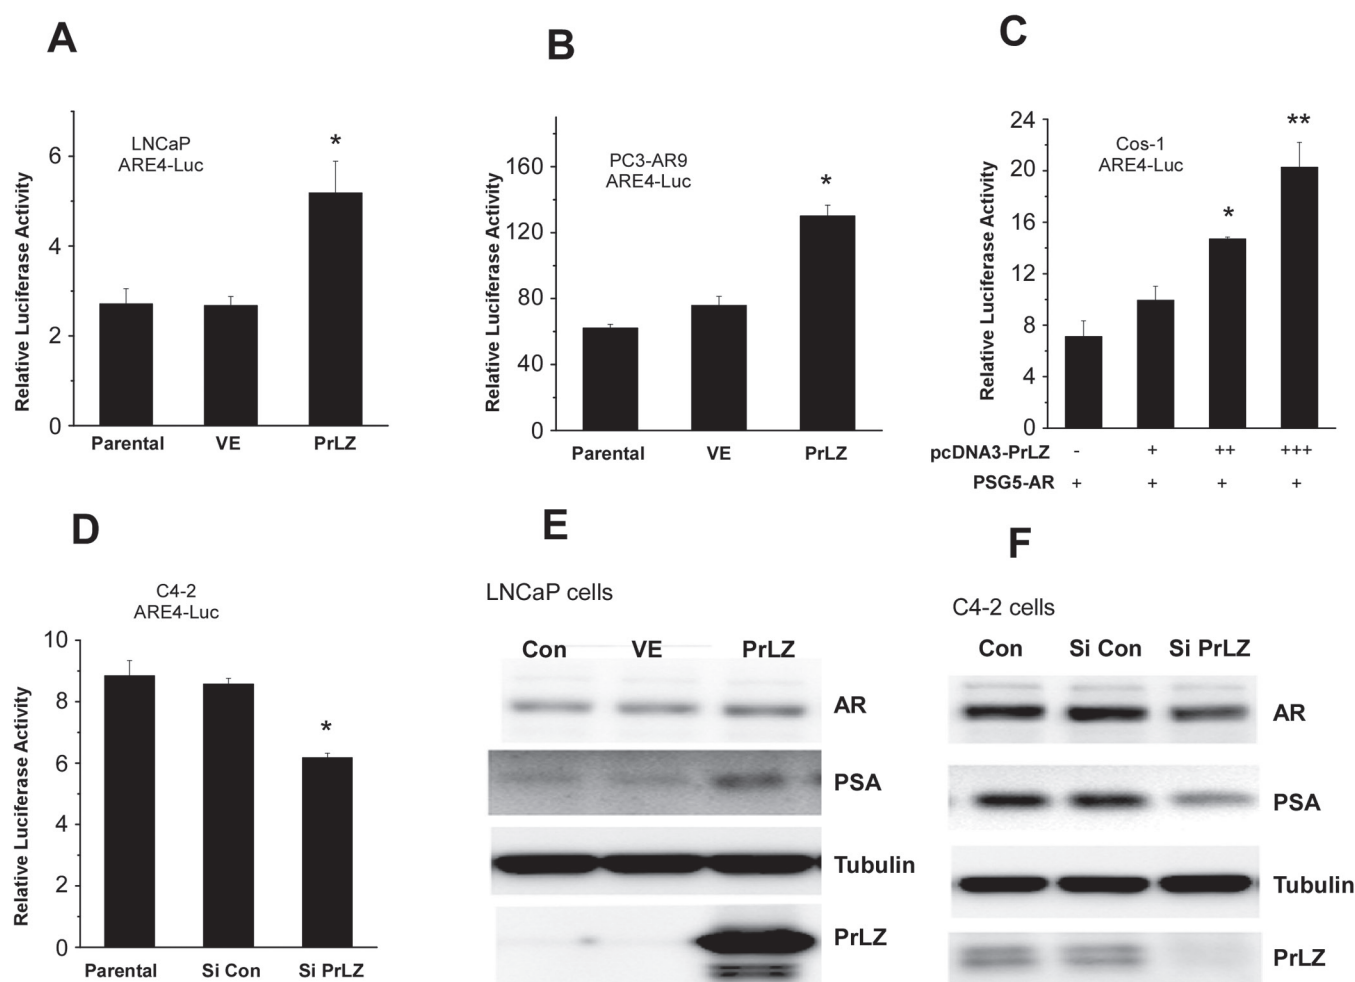 A
LNCaP
ARE4-Luc
*
Relative Luciferase Activity
6
4
2
0
Parental VE PrLZ
B
PC3-AR9
ARE4-Luc
*
Relative Luciferase Activity
160
120
80
40
0
Parental VE PrLZ
C
Cos-1
ARE4-Luc
**
*
Relative Luciferase Activity
24
20
16
12
8
4
0
pcDNA3-PrLZ - + ++ +++
PSG5-AR + + + +
D
C4-2
ARE4-Luc
*
Relative Luciferase Activity
10
8
6
4
2
0
Parental Si Con Si PrLZ
E
LNCaP cells
Con VE PrLZ
AR
PSA
Tubulin
PrLZ
F
C4-2 cells
Con Si Con Si PrLZ
AR
PSA
Tubulin
PrLZ